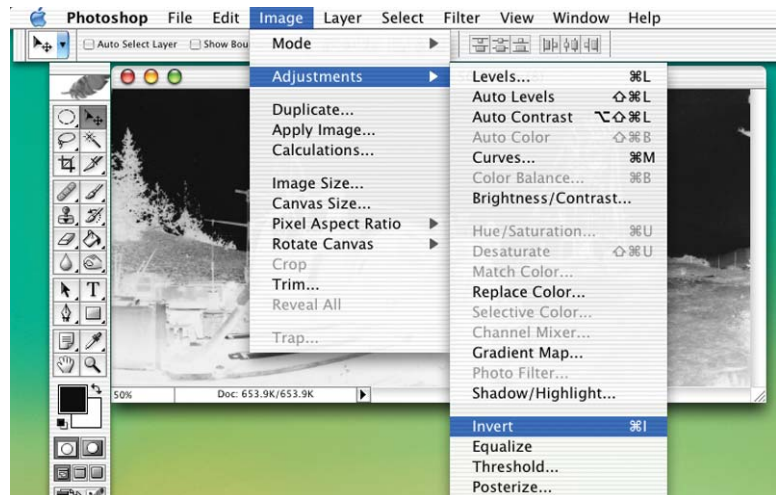 Photoshop File Edit Image Layer Select Filter View Window Help
Auto Select Layer Show Bou
Mode
Adjustments
Duplicate...
Apply Image...
Calculations...
Image Size...
Canvas Size...
Pixel Aspect Ratio
Rotate Canvas
Crop
Trim...
Reveal All
Trap...
Levels... ⌘L
Auto Levels ⇧⌘L
Auto Contrast ⌥⇧⌘L
Auto Color ⇧⌘B
Curves... ⌘M
Color Balance... ⌘B
Brightness/Contrast...
Hue/Saturation... ⌘U
Desaturate ⇧⌘U
Match Color...
Replace Color...
Selective Color...
Channel Mixer...
Gradient Map...
Photo Filter...
Shadow/Highlight...
Invert ⌘I
Equalize
Threshold...
Posterize...
T
50% Doc: 653.9K/653.9K